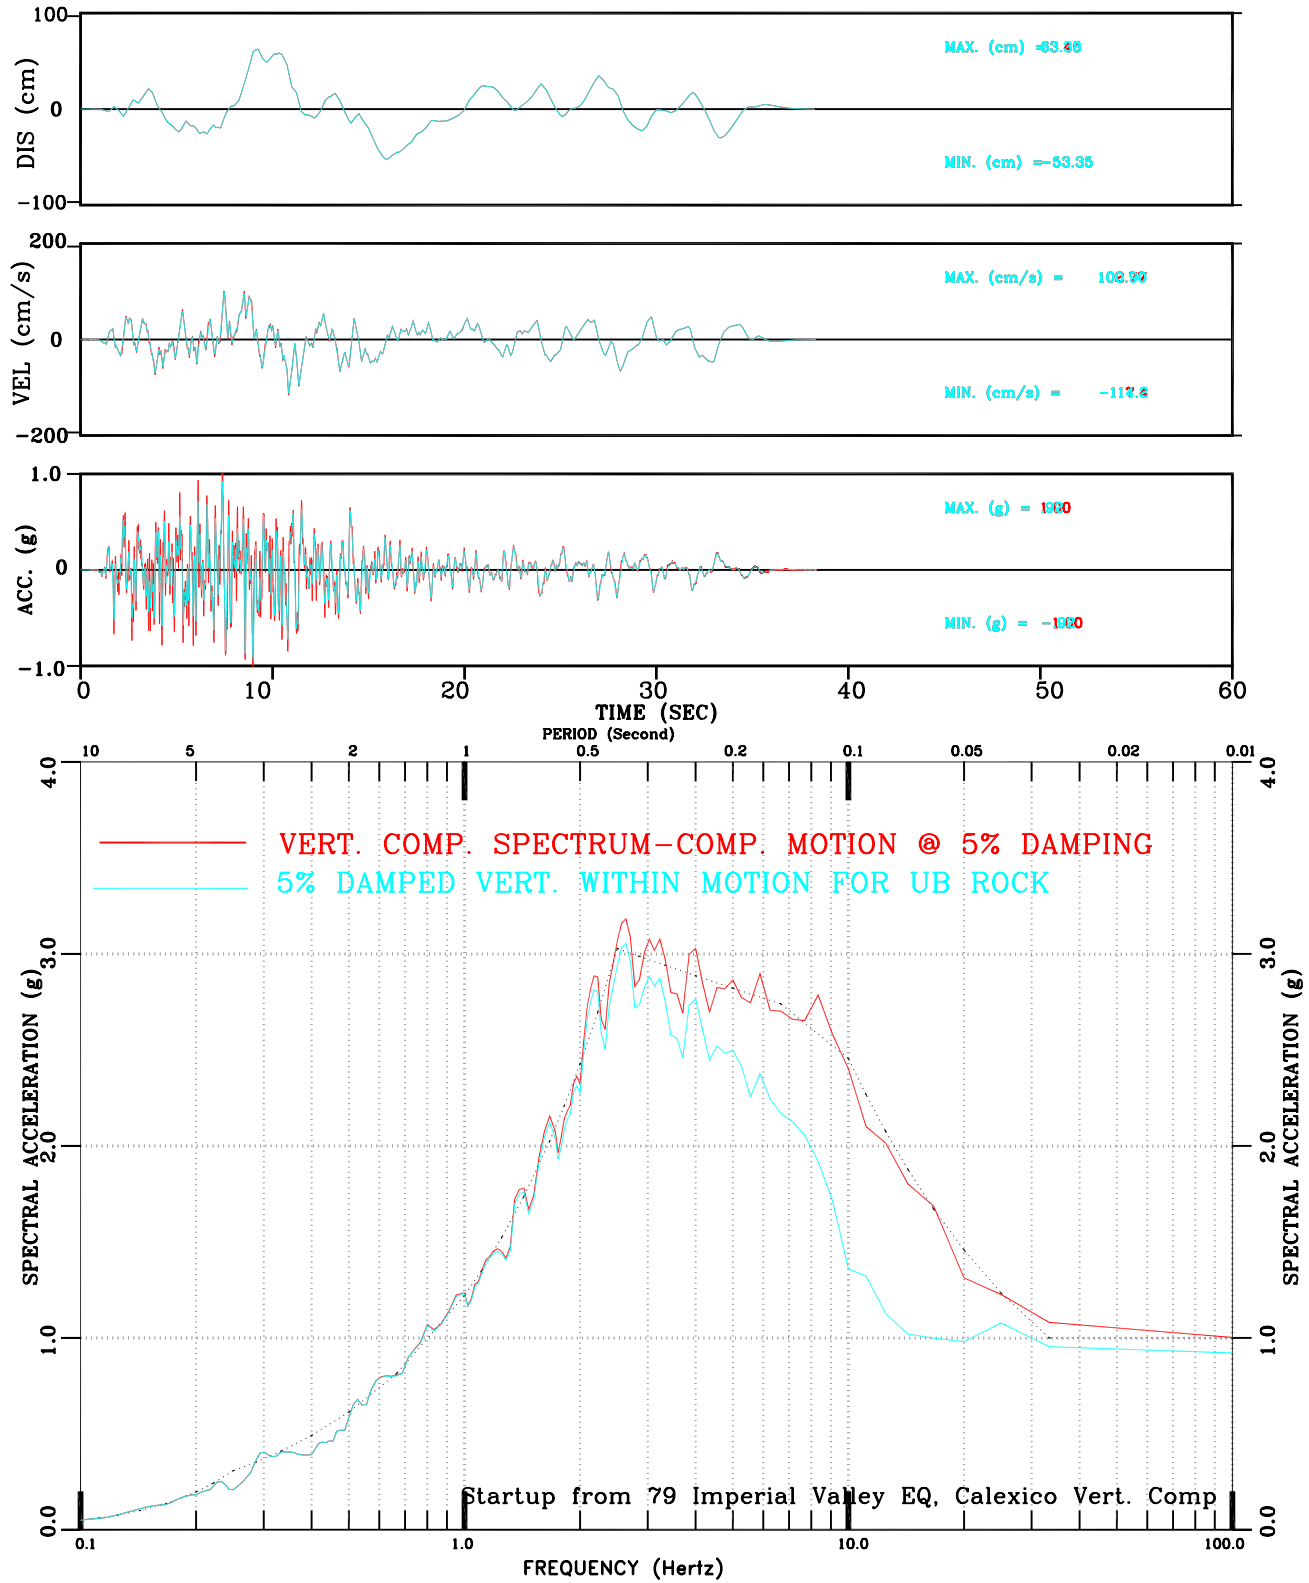 100
DIS (cm)
0
-100
MAX. (cm) =
MIN. (cm) =-53.35
200
VEL (cm/s)
0
-200
MAX. (cm/s) =
MIN. (cm/s) =
1.0
ACC. (g)
0
-1.0
MAX. (g) =
MIN. (g) =
0 10 20 30 40 50 60
TIME (SEC)
PERIOD (Second)
10 5 2 1 0.5 0.2 0.1 0.05 0.02 0.01
4.0 4.0
VERT. COMP. SPECTRUM-COMP. MOTION @ 5% DAMPING
5% DAMPED VERT. WITHIN MOTION FOR UB ROCK
3.0 3.0
SPECTRAL ACCELERATION (g)
SPECTRAL ACCELERATION (g)
2.0 2.0
1.0 1.0
Startup from 79 Imperial Valley EQ, Calexico Vert. Comp
0.0 0.0
0.1 1.0 10.0 100.0
FREQUENCY (Hertz)